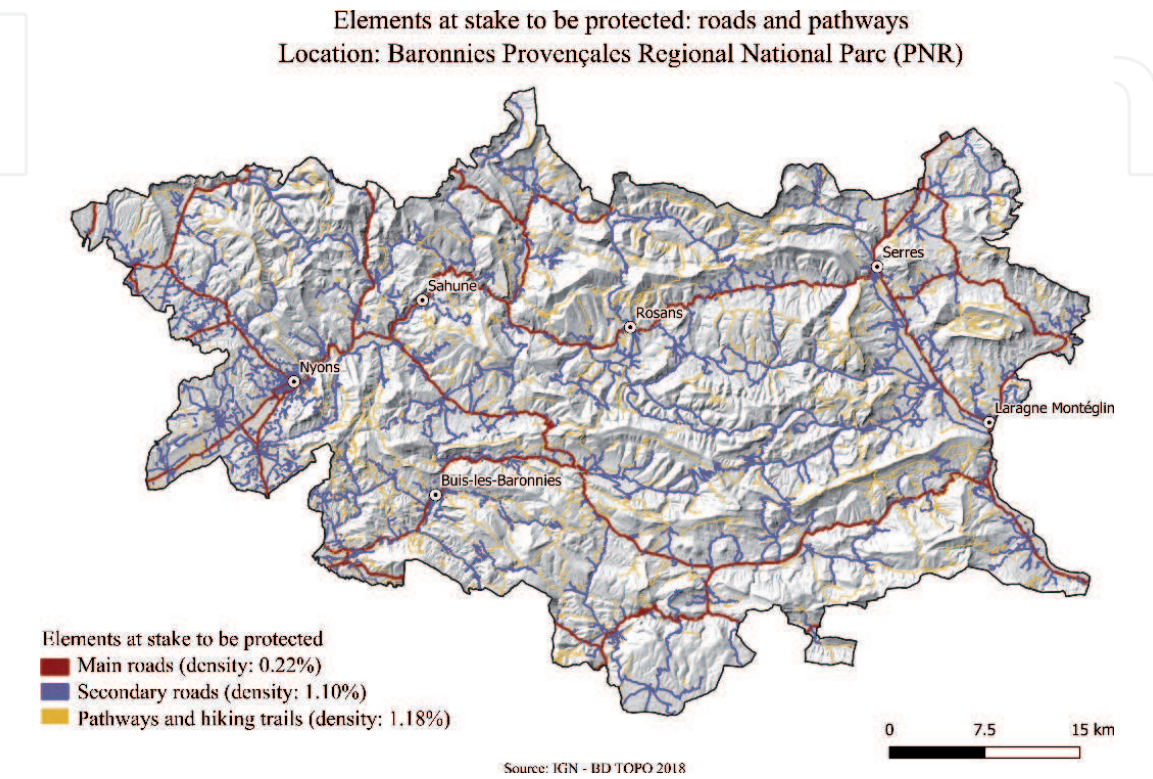 Elements at stake to be protected: roads and pathways
Location: Baronnics Provençales Regional National Parc (PNR)
Serres
Sahune
Rosans
Nyons
Laragne Montéglin
Buis-les-Baronnies
Elements at stake to be protected
Main roads (density: 0.22%)
Secondary roads (density: 1.10%)
Pathways and hiking trails (density: 1.18%)
0 7.5 15 km
Source: IGN - BD TOPO 2018